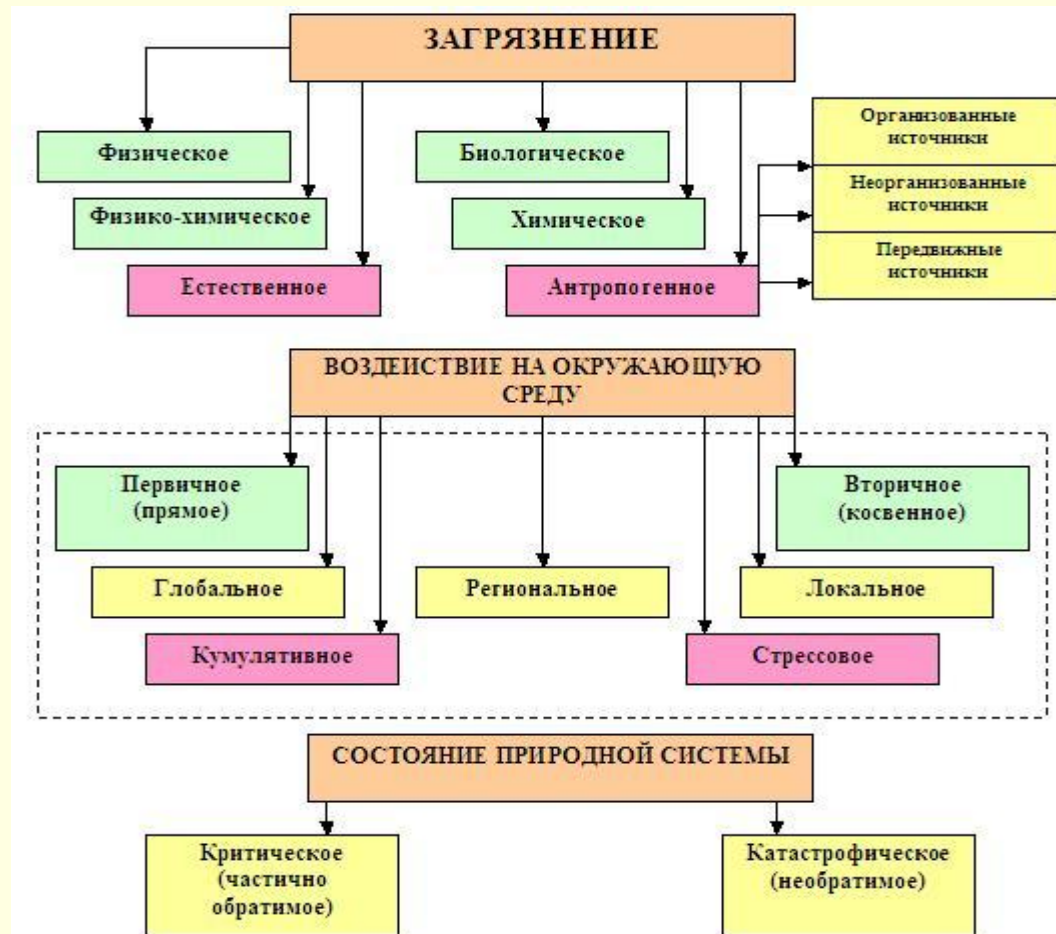 ЗАГРЯЗНЕНИЕ
Физическое
Биологическое
Организованные
источники
Неорганизованные
источники
Передвижные
источники
Физико-химическое
Химическое
Естественное
Антропогенное
ВОЗДЕИСТВИЕ НА ОКРУЖАЮЩУЮ
СРЕДУ
Первичное
(прямое)
Вторичное
(косвенное)
Глобальное
Региональное
Локальное
Кумулятивное
Стрессовое
СОСТОЯНИЕ ПРИРОДНОЙ СИСТЕМЫ
Критическое
(частично
обратимое)
Катастрофическое
(необратимое)